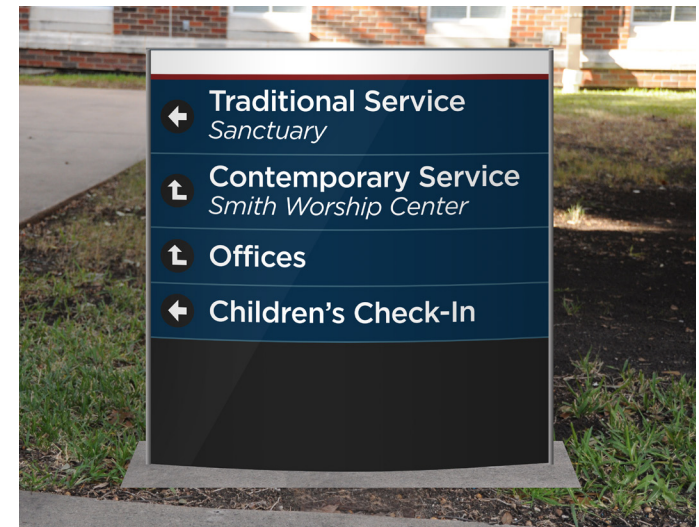 Traditional Service
Sanctuary
Contemporary Service
Smith Worship Center
Offices
Children's Check-In